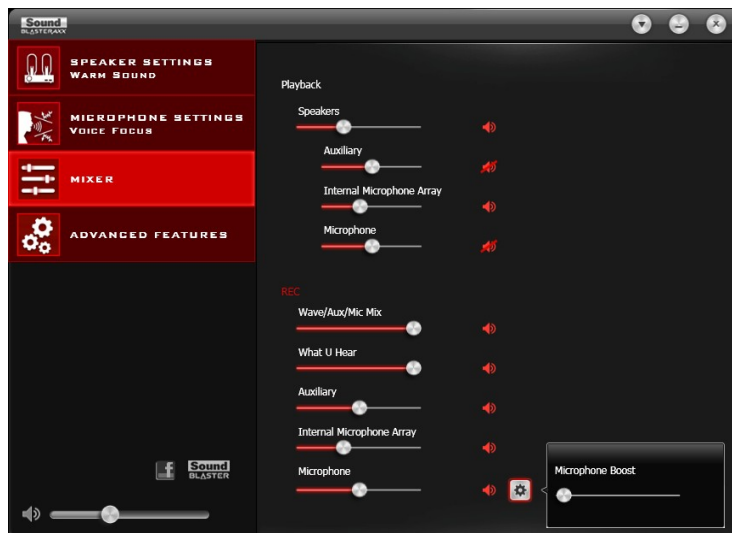 Sound
BLASTERAXX
SPEAKER SETTINGS
WARM SOUND
MICROPHONE SETTINGS
VOICE FOCUS
MIXER
ADVANCED FEATURES
Playback
Speakers
Auxiliary
Internal Microphone Array
Microphone
REC
Wave/Aux/Mic Mix
What U Hear
Auxiliary
Internal Microphone Array
Microphone
Microphone Boost
f
Sound
BLASTER